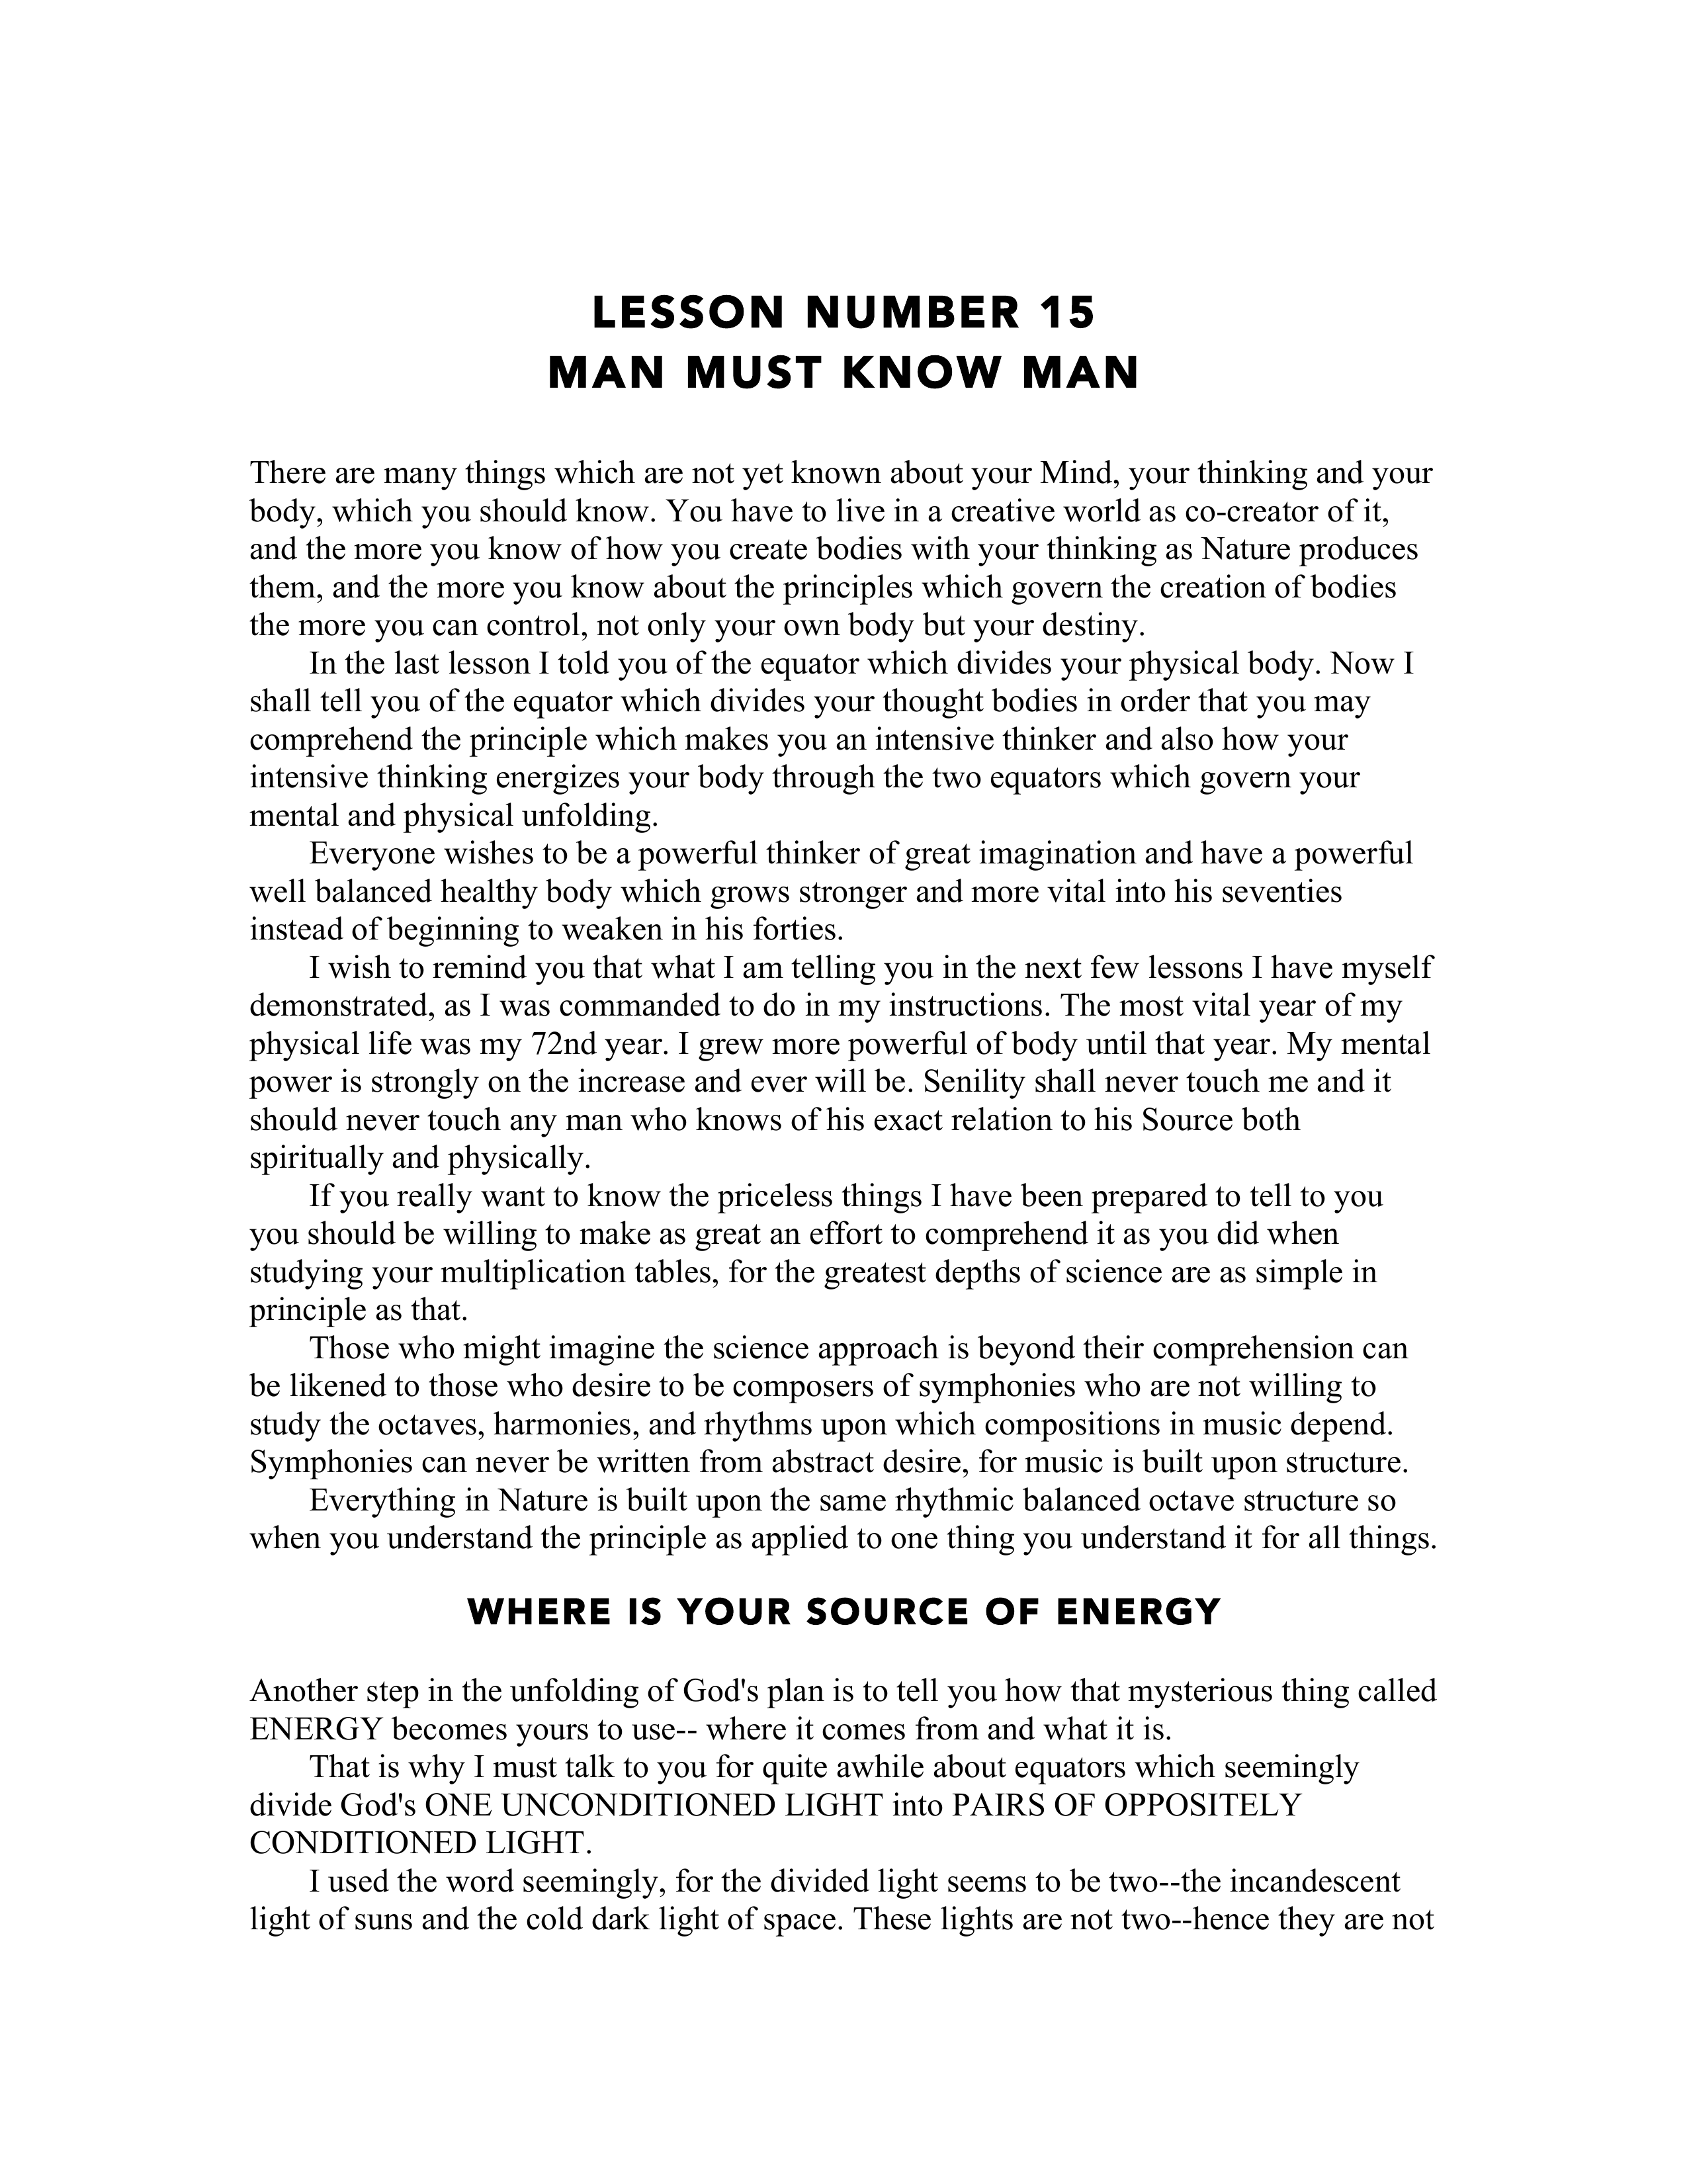 LESSON NUMBER 15
MAN MUST KNOW MAN
There are many things which are not yet known about your Mind, your thinking and your
body, which you should know. You have to live in a creative world as co-creator of it,
and the more you know of how you create bodies with your thinking as Nature produces
them, and the more you know about the principles which govern the creation of bodies
the more you can control, not only your own body but your destiny.
In the last lesson I told you of the equator which divides your physical body. Now I
shall tell you of the equator which divides your thought bodies in order that you may
comprehend the principle which makes you an intensive thinker and also how your
intensive thinking energizes your body through the two equators which govern your
mental and physical unfolding.
Everyone wishes to be a powerful thinker of great imagination and have a powerful
well balanced healthy body which grows stronger and more vital into his seventies
instead of beginning to weaken in his forties.
I wish to remind you that what I am telling you in the next few lessons I have myself
demonstrated, as I was commanded to do in my instructions. The most vital year of my
physical life was my 72nd year. I grew more powerful of body until that year. My mental
power is strongly on the increase and ever will be. Senility shall never touch me and it
should never touch any man who knows of his exact relation to his Source both
spiritually and physically.
If you really want to know the priceless things I have been prepared to tell to you
you should be willing to make as great an effort to comprehend it as you did when
studying your multiplication tables, for the greatest depths of science are as simple in
principle as that.
Those who might imagine the science approach is beyond their comprehension can
be likened to those who desire to be composers of symphonies who are not willing to
study the octaves, harmonies, and rhythms upon which compositions in music depend.
Symphonies can never be written from abstract desire, for music is built upon structure.
Everything in Nature is built upon the same rhythmic balanced octave structure so
when you understand the principle as applied to one thing you understand it for all things.
WHERE IS YOUR SOURCE OF ENERGY
Another step in the unfolding of God's plan is to tell you how that mysterious thing called
ENERGY becomes yours to use-- where it comes from and what it is.
That is why I must talk to you for quite awhile about equators which seemingly
divide God's ONE UNCONDITIONED LIGHT into PAIRS OF OPPOSITELY
CONDITIONED LIGHT.
I used the word seemingly, for the divided light seems to be two--the incandescent
light of suns and the cold dark light of space. These lights are not two--hence they are not